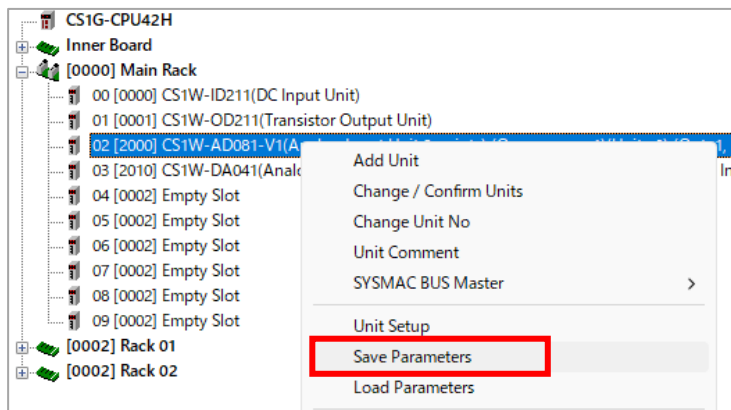 CS1G-CPU42H
Inner Board
[0000] Main Rack
00 [0000] CS1W-ID211(DC Input Unit)
01 [0001] CS1W-OD211(Transistor Output Unit)
02 [2000] CS1W-AD081-V1(A
03 [2010] CS1W-DA041(Analo
04 [0002] Empty Slot
05 [0002] Empty Slot
06 [0002] Empty Slot
07 [0002] Empty Slot
08 [0002] Empty Slot
09 [0002] Empty Slot
[0002] Rack 01
[0002] Rack 02
Add Unit
Change / Confirm Units
Change Unit No
Unit Comment
SYSMAC BUS Master
Unit Setup
Save Parameters
Load Parameters